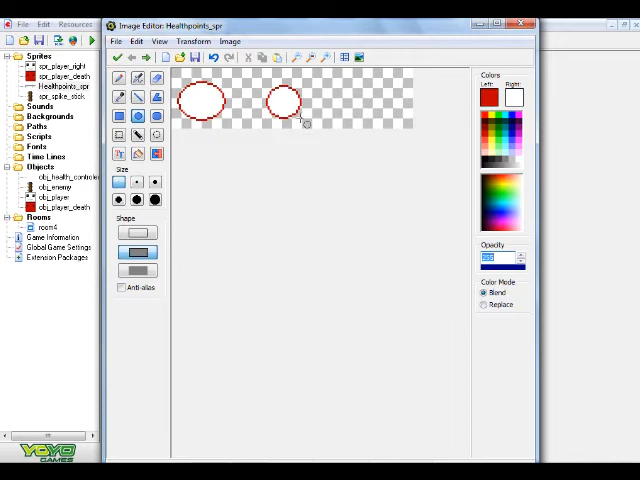 Image Editor: Healthpoints_spr
File Edit Resources
File Edit View Transform Image
Sprites
spr_player_right
spr_player_death
Healthpoints_spr
spr_spike_stick
Sounds
Backgrounds
Paths
Scripts
Fonts
Time Lines
Objects
obj_health_controler
obj_enemy
obj_player
obj_player_death
Rooms
room4
Game Information
Global Game Settings
Extension Packages
YOYO
GAMES
Size
Shape
Anti-alias
Colors
Left: Right:
Opacity
255
Color Mode
Blend
Replace